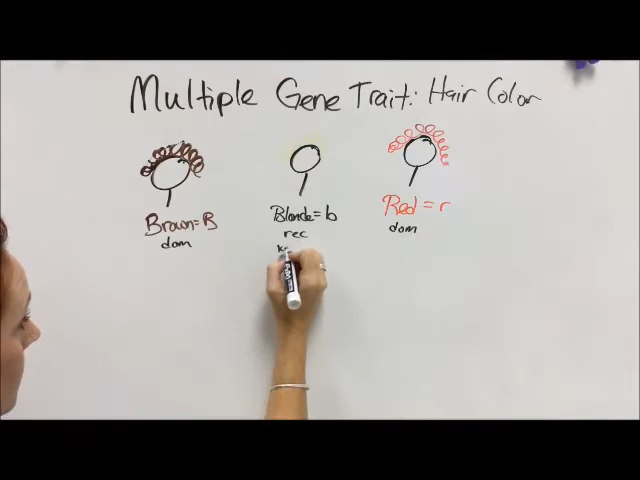 Multiple Gene Trait: Hair Color
Brown=B
dom
Blonde=b
rec
Red=r
dom